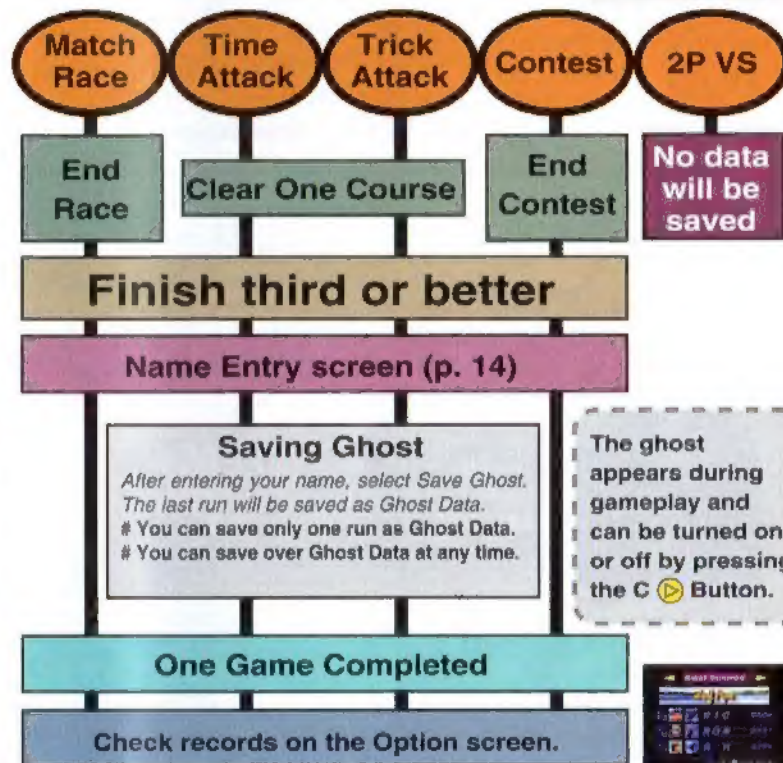 Match
Race
Time
Attack
Trick
Attack
Contest
2P VS
End
Race
Clear One Course
End
Contest
No data
will be
saved
Finish third or better
Name Entry screen (p. 14)
Saving Ghost
After entering your name, select Save Ghost.
The last run will be saved as Ghost Data.
# You can save only one run as Ghost Data.
# You can save over Ghost Data at any time.
The ghost
appears during
gameplay and
can be turned on
or off by pressing
the C Button.
One Game Completed
Check records on the Option screen.